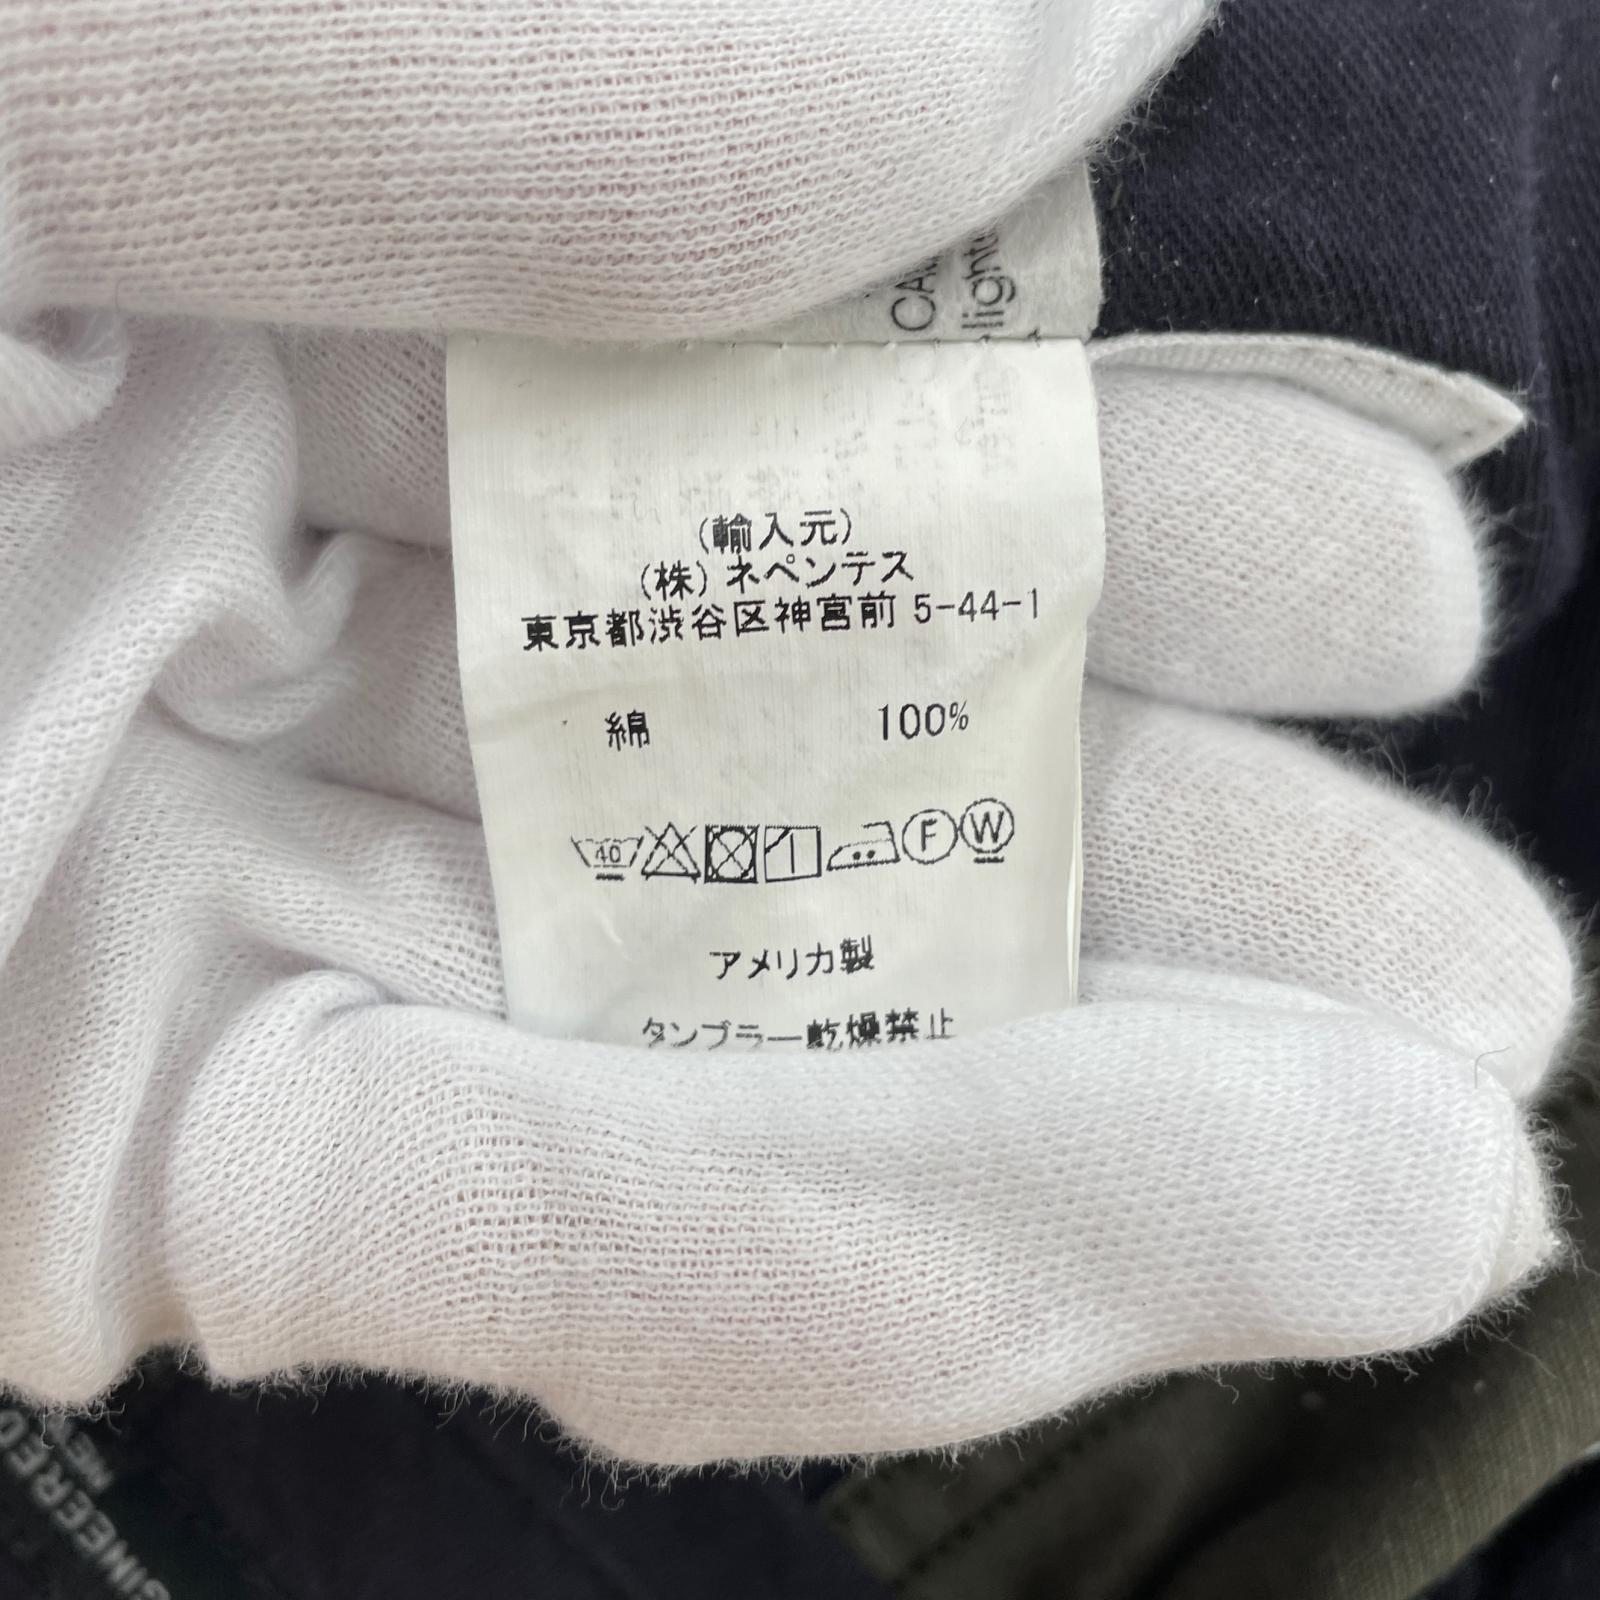 (輸入元)
(株)ネペンテス
東京都渋谷区神宮前 5-44-1
綿 100%
40 F W
アメリカ製
タンブラー乾燥禁止